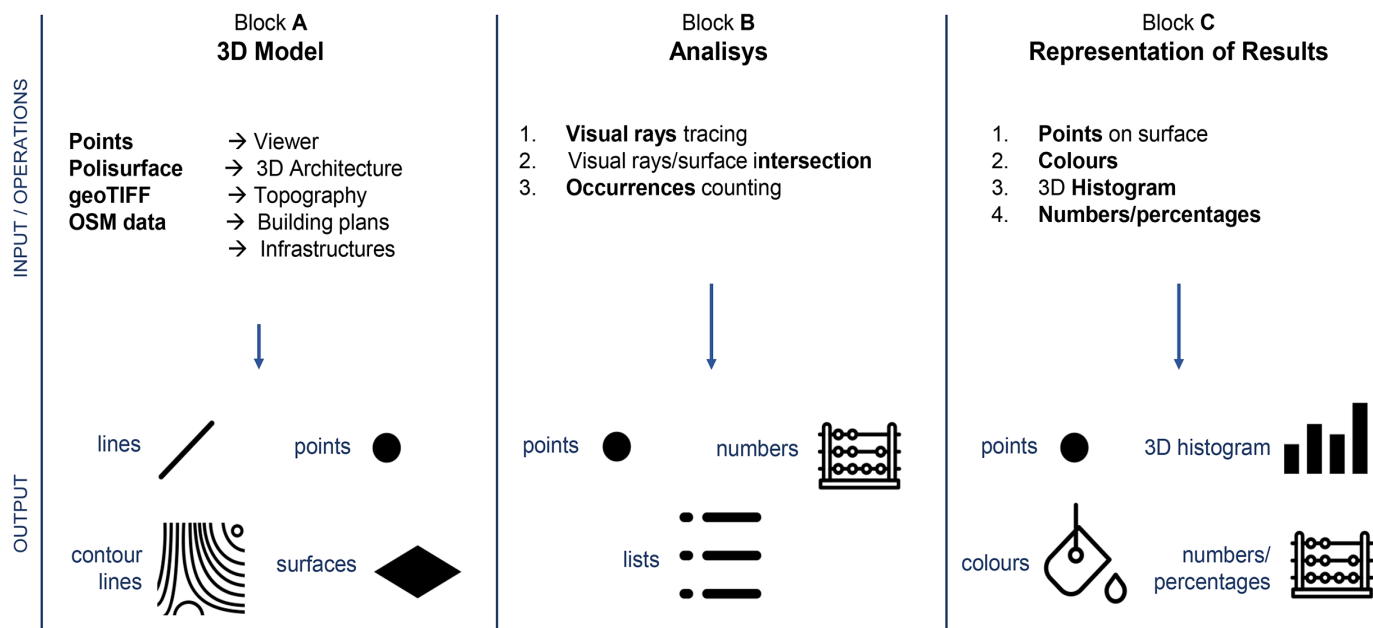 INPUT / OPERATIONS
OUTPUT
Block A
3D Model
Points → Viewer
Polisurface → 3D Architecture
geoTIFF → Topography
OSM data → Building plans
→ Infrastructures
lines
points
contour
lines
surfaces
Block B
Analisys
1. Visual rays tracing
2. Visual rays/surface intersection
3. Occurrences counting
points
numbers
lists
Block C
Representation of Results
1. Points on surface
2. Colours
3. 3D Histogram
4. Numbers/percentages
points
3D histogram
colours
numbers/
percentages